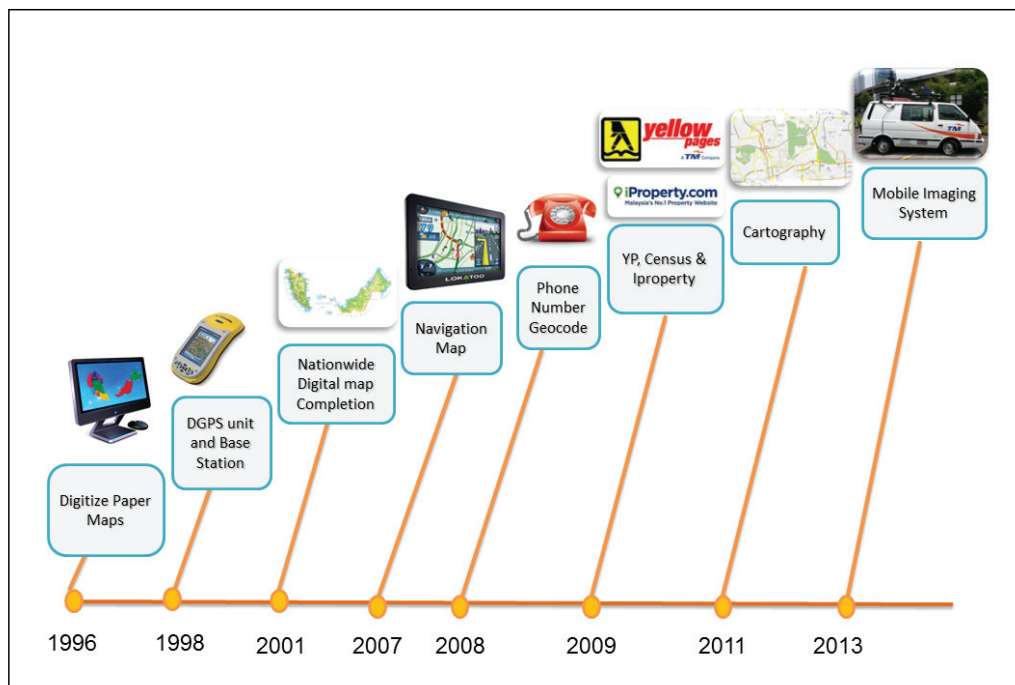 yellow
pages
A TM Company
iProperty.com
Malaysia's No.1 Property Website
TM
LOKATOO
Mobile Imaging
System
Cartography
YP, Census &
Iproperty
Phone
Number
Geocode
Navigation
Map
Nationwide
Digital map
Completion
DGPS unit
and Base
Station
Digitize Paper
Maps
1996
1998
2001
2007
2008
2009
2011
2013